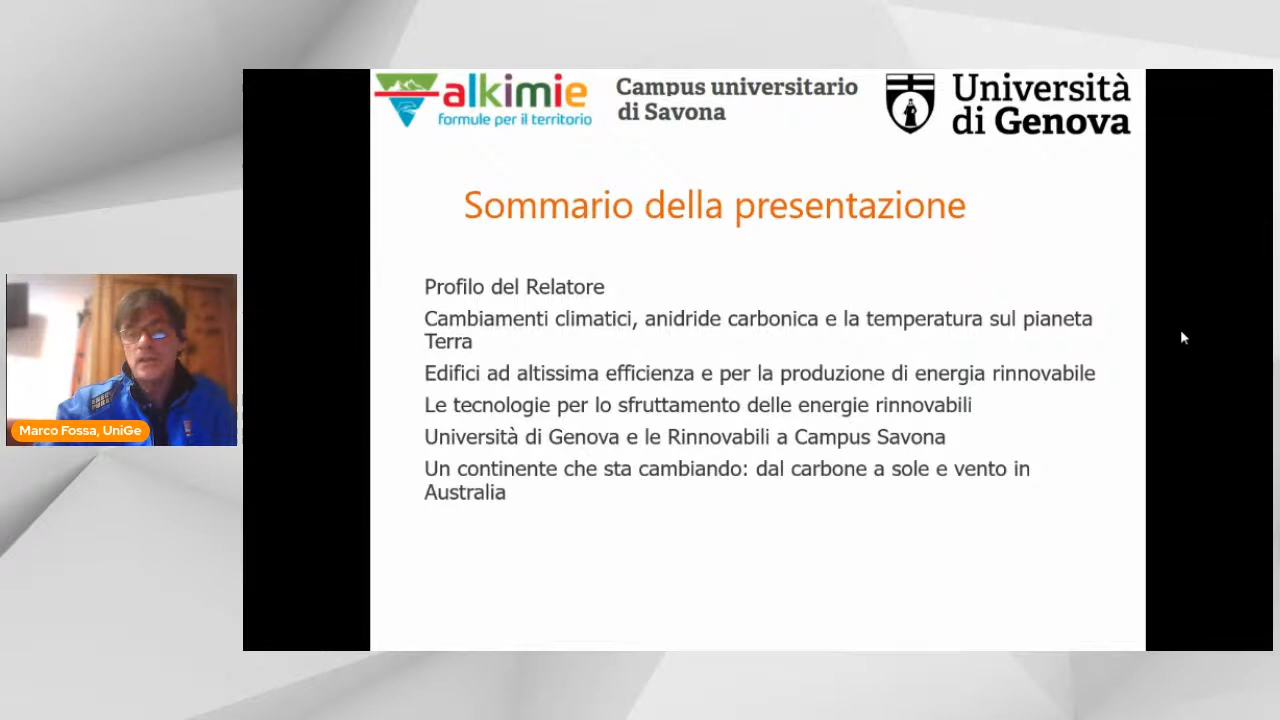 alkimie
formule per il territorio
Campus universitario
di Savona
Università
di Genova
Sommario della presentazione
Profilo del Relatore
Cambiamenti climatici, anidride carbonica e la temperatura sul pianeta
Terra
Edifici ad altissima efficienza e per la produzione di energia rinnovabile
Le tecnologie per lo sfruttamento delle energie rinnovabili
Università di Genova e le Rinnovabili a Campus Savona
Un continente che sta cambiando: dal carbone a sole e vento in
Australia
Marco Fossa, UniGe